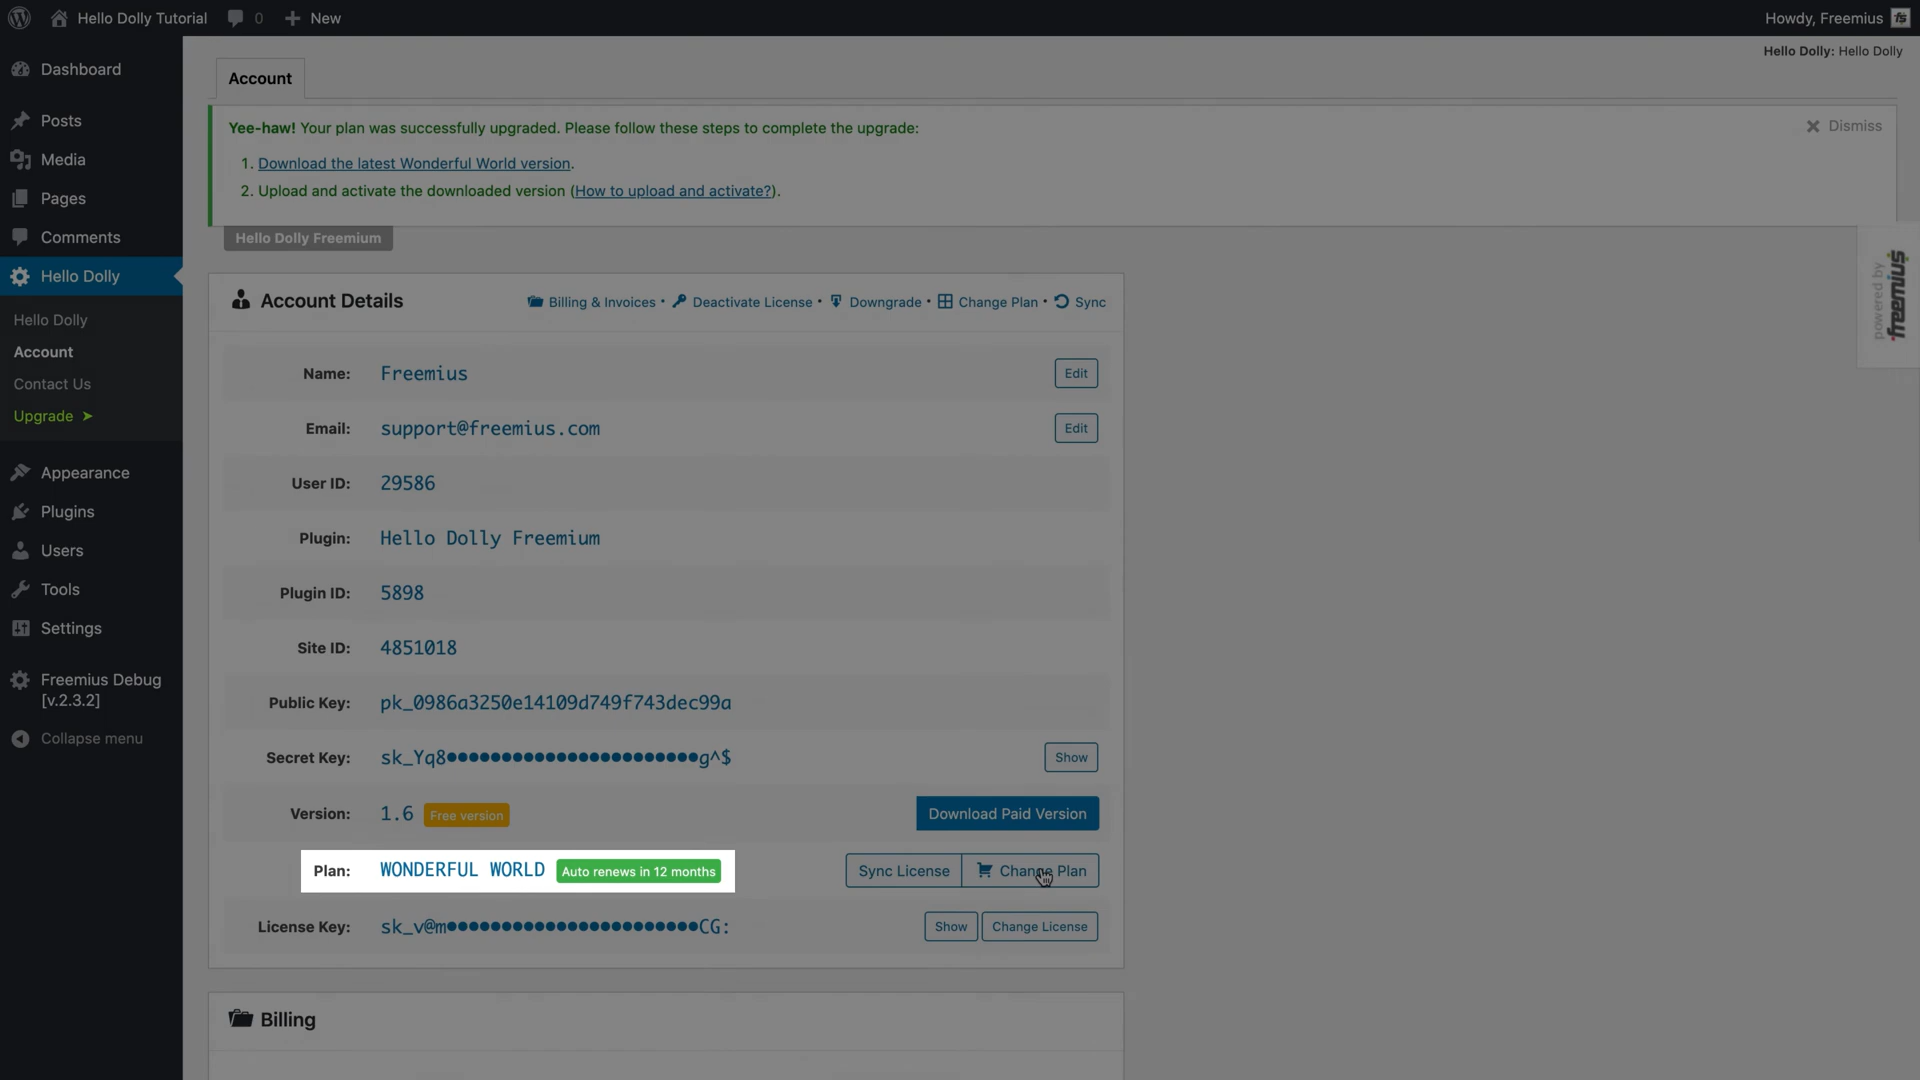 Hello Dolly Tutorial
0
New
Howdy, Freemius
Hello Dolly: Hello Dolly
Dashboard
Posts
Media
Pages
Comments
Hello Dolly
Hello Dolly
Account
Contact Us
Upgrade ➤
Appearance
Plugins
Users
Tools
Settings
Freemius Debug
[v.2.3.2]
Collapse menu
Account
Yee-haw! Your plan was successfully upgraded. Please follow these steps to complete the upgrade:
Dismiss
1. Download the latest Wonderful World version.
2. Upload and activate the downloaded version (How to upload and activate?).
Hello Dolly Freemium
powered by
freemius
Account Details
Billing & Invoices • Deactivate License • Downgrade • Change Plan • Sync
Name: Freemius Edit
Email: support@freemius.com Edit
User ID: 29586
Plugin: Hello Dolly Freemium
Plugin ID: 5898
Site ID: 4851018
Public Key: pk_0986a3250e14109d749f743dec99a
Secret Key: sk_Yq8•••••••••••••••••••••••g^$ Show
Version: 1.6 Free version Download Paid Version
Plan: WONDERFUL WORLD Auto renews in 12 months Sync License Change Plan
License Key: sk_v@m•••••••••••••••••••••••CG: Show Change License
Billing